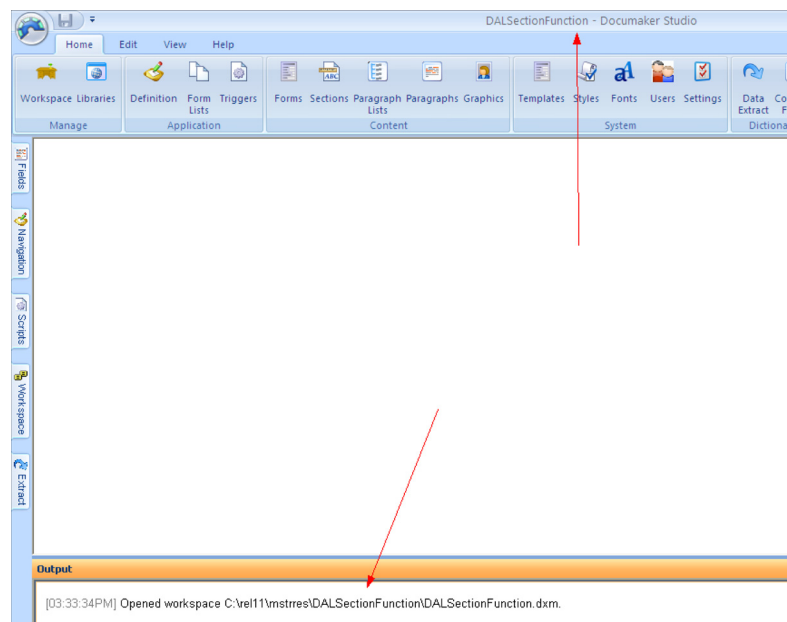 DALSectionFunction - Documaker Studio
Home Edit View Help
Workspace Libraries Definition Form Lists Triggers Forms Sections Paragraph Lists Paragraphs Graphics Templates Styles Fonts Users Settings Data Extract
Manage Application Content System
Fields
Navigation
Scripts
Workspace
Extract
Output
[03:33:34PM] Opened workspace C:\rel11\mstrres\DALSectionFunction\DALSectionFunction.dxm.